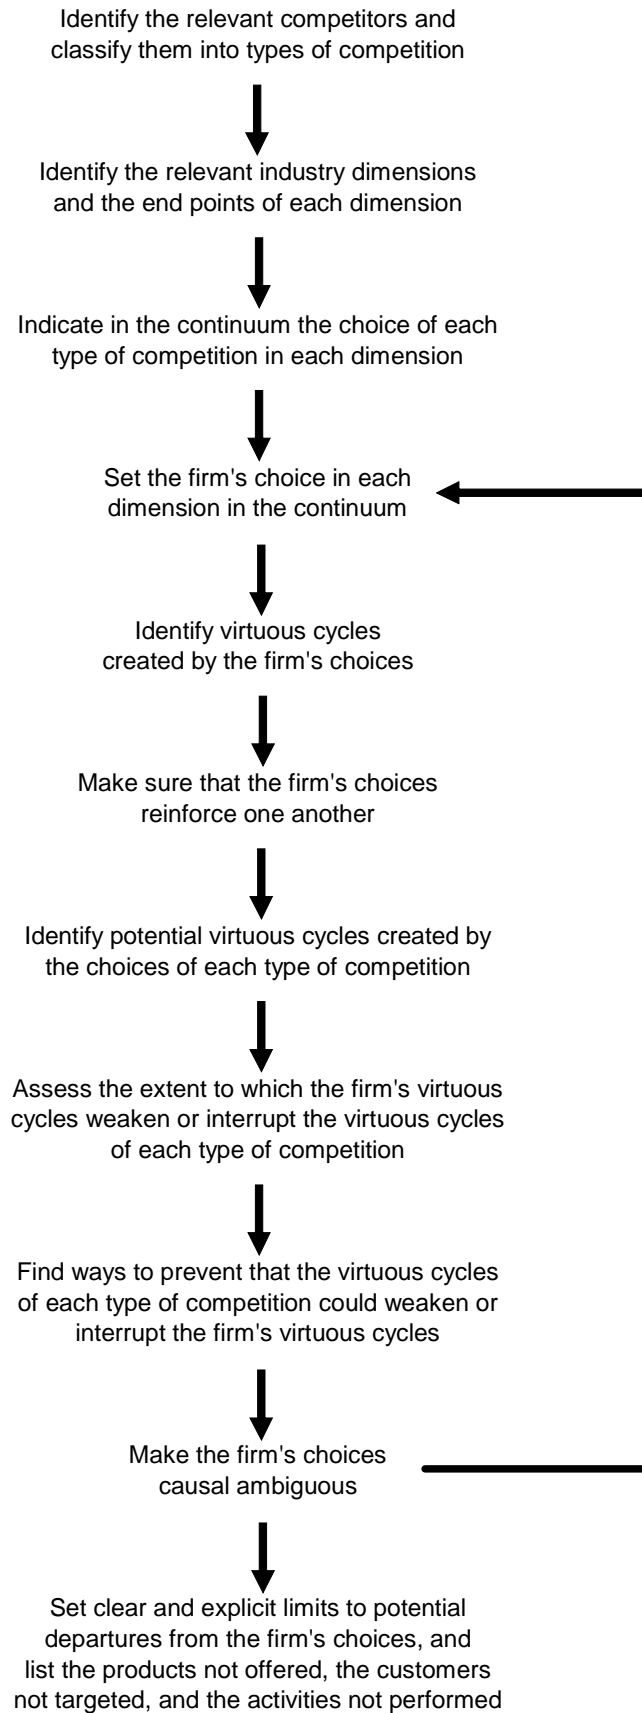 Identify the relevant competitors and
classify them into types of competition
Identify the relevant industry dimensions
and the end points of each dimension
Indicate in the continuum the choice of each
type of competition in each dimension
Set the firm's choice in each
dimension in the continuum
Identify virtuous cycles
created by the firm's choices
Make sure that the firm's choices
reinforce one another
Identify potential virtuous cycles created by
the choices of each type of competition
Assess the extent to which the firm's virtuous
cycles weaken or interrupt the virtuous cycles
of each type of competition
Find ways to prevent that the virtuous cycles
of each type of competition could weaken or
interrupt the firm's virtuous cycles
Make the firm's choices
causal ambiguous
Set clear and explicit limits to potential
departures from the firm's choices, and
list the products not offered, the customers
not targeted, and the activities not performed